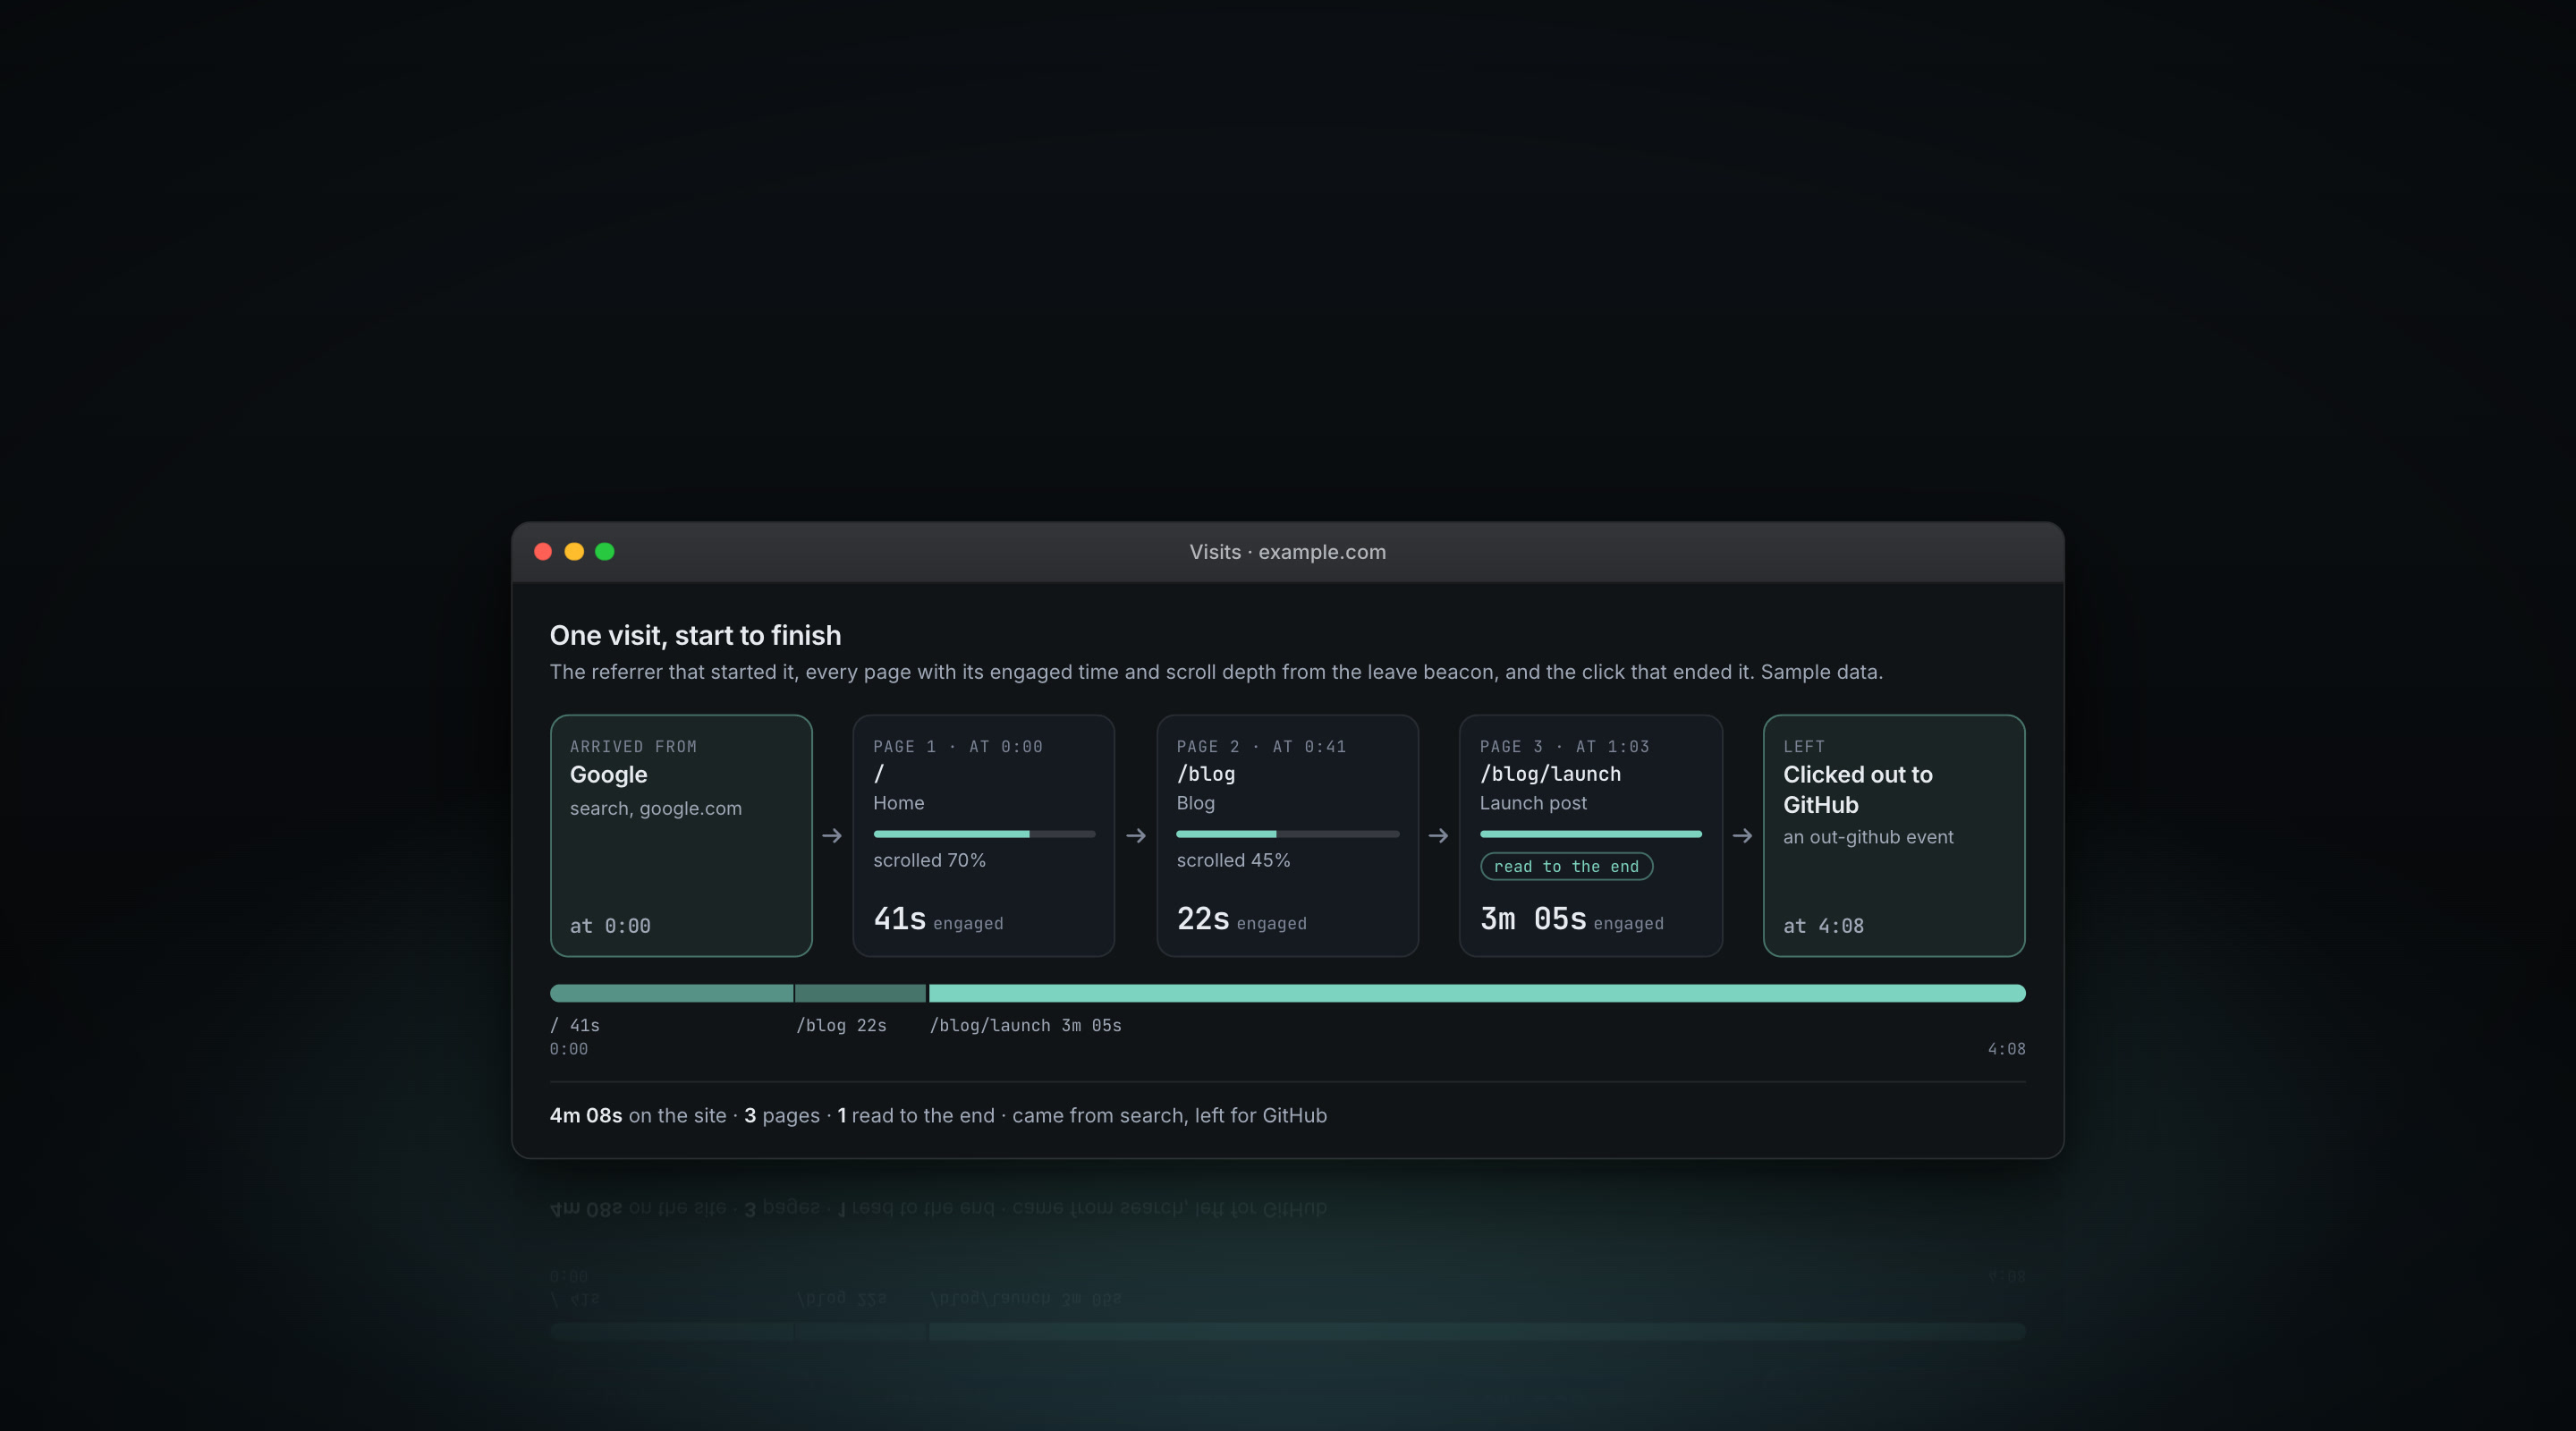 Visits · example.com
One visit, start to finish
The referrer that started it, every page with its engaged time and scroll depth from the leave beacon, and the click that ended it. Sample data.
ARRIVED FROM
Google
search, google.com
at 0:00
→
PAGE 1 · AT 0:00
/
Home
scrolled 70%
41s engaged
→
PAGE 2 · AT 0:41
/blog
Blog
scrolled 45%
22s engaged
→
PAGE 3 · AT 1:03
/blog/launch
Launch post
read to the end
3m 05s engaged
→
LEFT
Clicked out to
GitHub
an out-github event
at 4:08
/ 41s
/blog 22s
/blog/launch 3m 05s
0:00
4:08
4m 08s on the site · 3 pages · 1 read to the end · came from search, left for GitHub